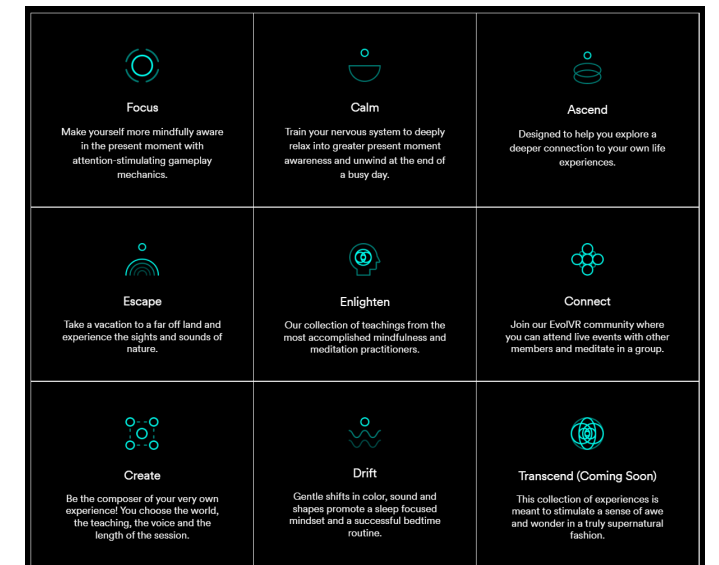 Focus
Make yourself more mindfully aware
in the present moment with
attention-stimulating gameplay
mechanics.
Calm
Train your nervous system to deeply
relax into greater present moment
awareness and unwind at the end of
a busy day.
Ascend
Designed to help you explore a
deeper connection to your own life
experiences.
Escape
Take a vacation to a far off land and
experience the sights and sounds of
nature.
Enlighten
Our collection of teachings from the
most accomplished mindfulness and
meditation practitioners.
Connect
Join our EvolVR community where
you can attend live events with other
members and meditate in a group.
Create
Be the composer of your very own
experience! You choose the world,
the teaching, the voice and the
length of the session.
Drift
Gentle shifts in color, sound and
shapes promote a sleep focused
mindset and a successful bedtime
routine.
Transcend (Coming Soon)
This collection of experiences is
meant to stimulate a sense of awe
and wonder in a truly supernatural
fashion.